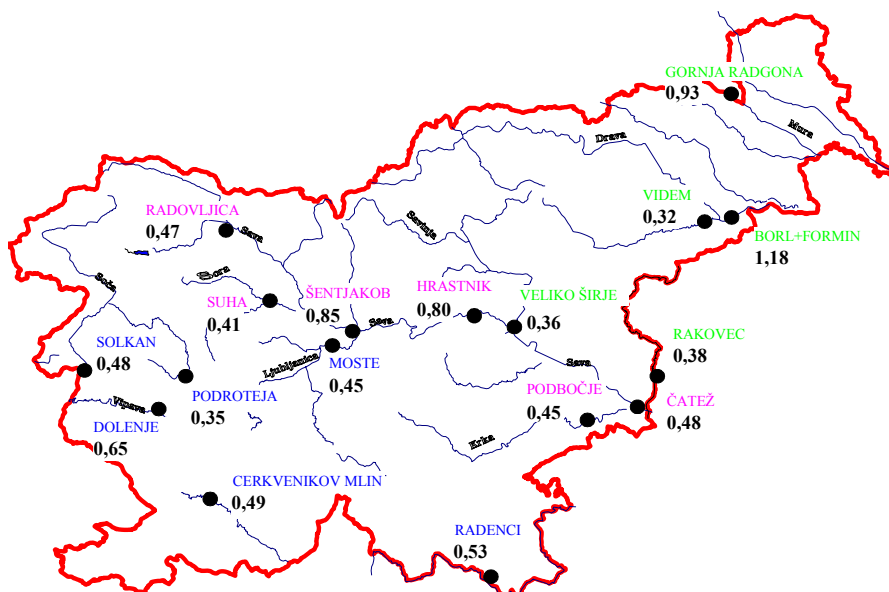 GORNJA RADGONA
0,93
Mura
Drava
VIDEM
0,32
BORL+FORMIN
1,18
RADOVLJICA
0,47
Sava
Savinja
Soča
Sora
SUHA
0,41
ŠENTJAKOB
0,85
Sava
HRASTNIK
0,80
VELIKO ŠIRJE
0,36
SOLKAN
0,48
Ljubljanica
MOSTE
0,45
Sava
RAKOVEC
0,38
PODROTEJA
0,35
Vipava
DOLENJE
0,65
PODBOČJE
0,45
ČATEŽ
0,48
Krka
CERKVENIKOV MLIN
0,49
RADENCI
0,53